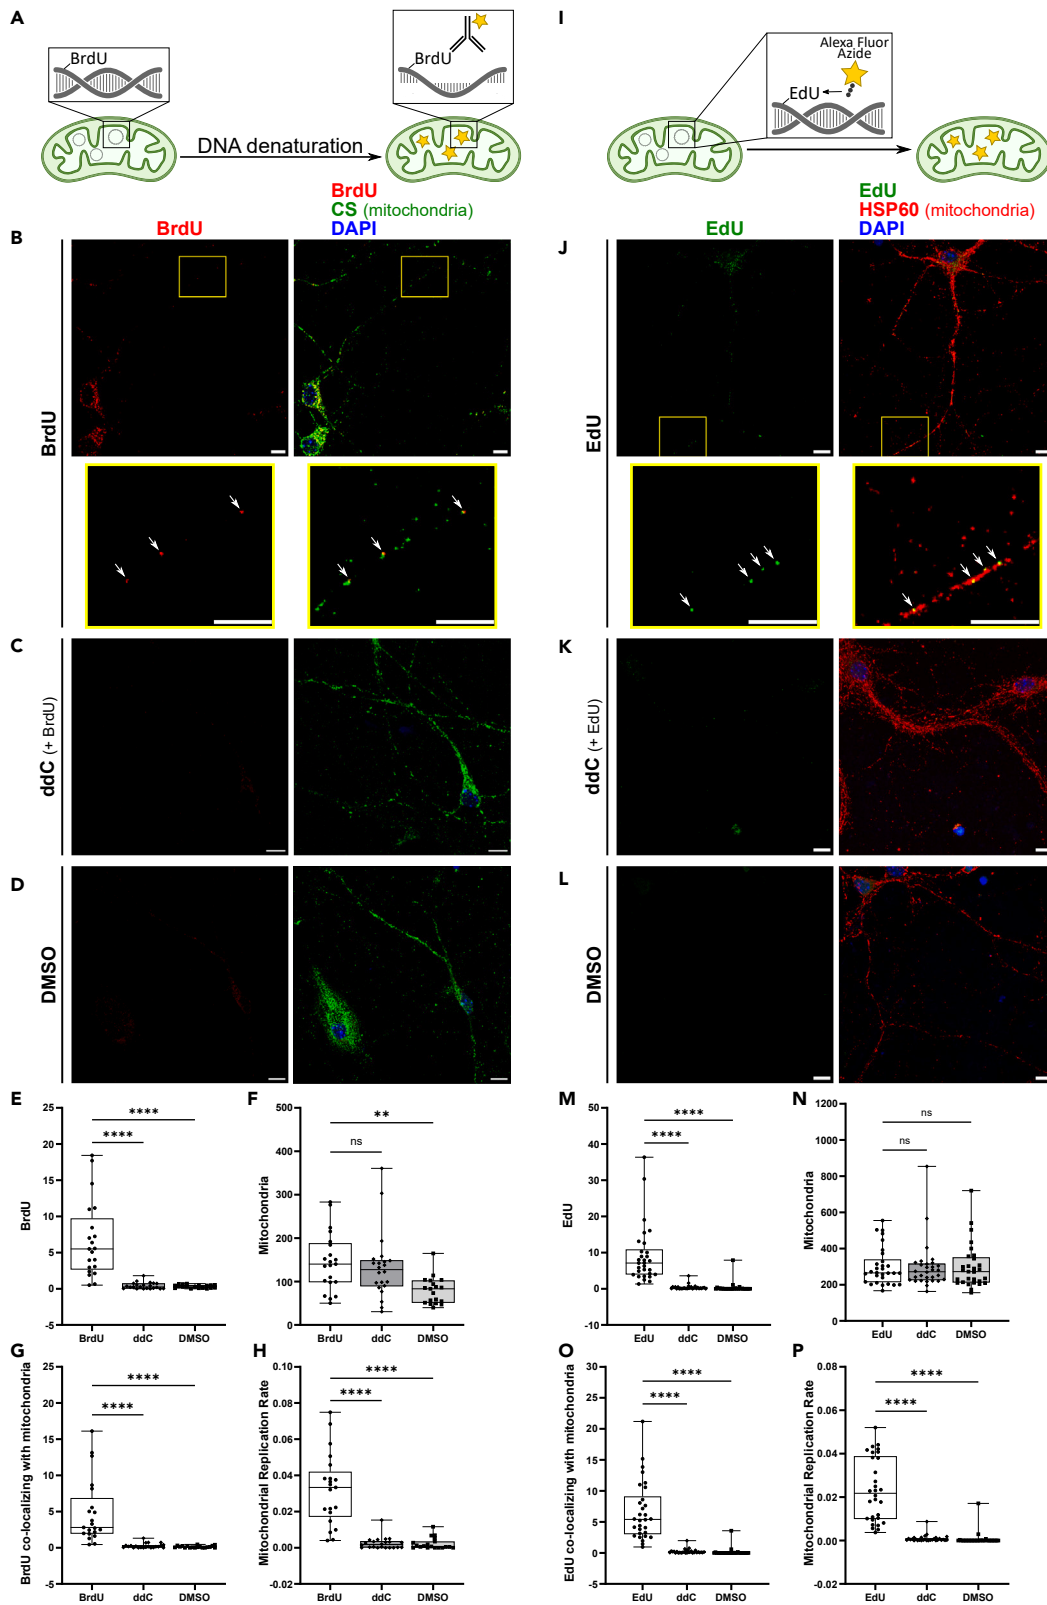 A
BrdU
BrdU
DNA denaturation
BrdU
CS (mitochondria)
DAPI
B
BrdU
BrdU
C
ddC (+ BrdU)
D
DMSO
E
BrdU
25
20
15
10
5
0
-5
****
****
BrdU
ddC
DMSO
F
Mitochondria
500
400
300
200
100
0
**
ns
BrdU
ddC
DMSO
G
BrdU co-localizing with mitochondria
25
20
15
10
5
0
-5
****
****
BrdU
ddC
DMSO
H
Mitochondrial Replication Rate
0.10
0.08
0.06
0.04
0.02
0.00
-0.02
****
****
BrdU
ddC
DMSO
I
Alexa Fluor
Azide
EdU
EdU
HSP60 (mitochondria)
DAPI
J
EdU
EdU
K
ddC (+ EdU)
L
DMSO
M
EdU
50
40
30
20
10
0
-10
****
****
EdU
ddC
DMSO
N
Mitochondria
1200
1000
800
600
400
200
0
ns
ns
EdU
ddC
DMSO
O
EdU co-localizing with mitochondria
30
25
20
15
10
5
0
-5
****
****
EdU
ddC
DMSO
P
Mitochondrial Replication Rate
0.08
0.06
0.04
0.02
0.00
-0.02
****
****
EdU
ddC
DMSO